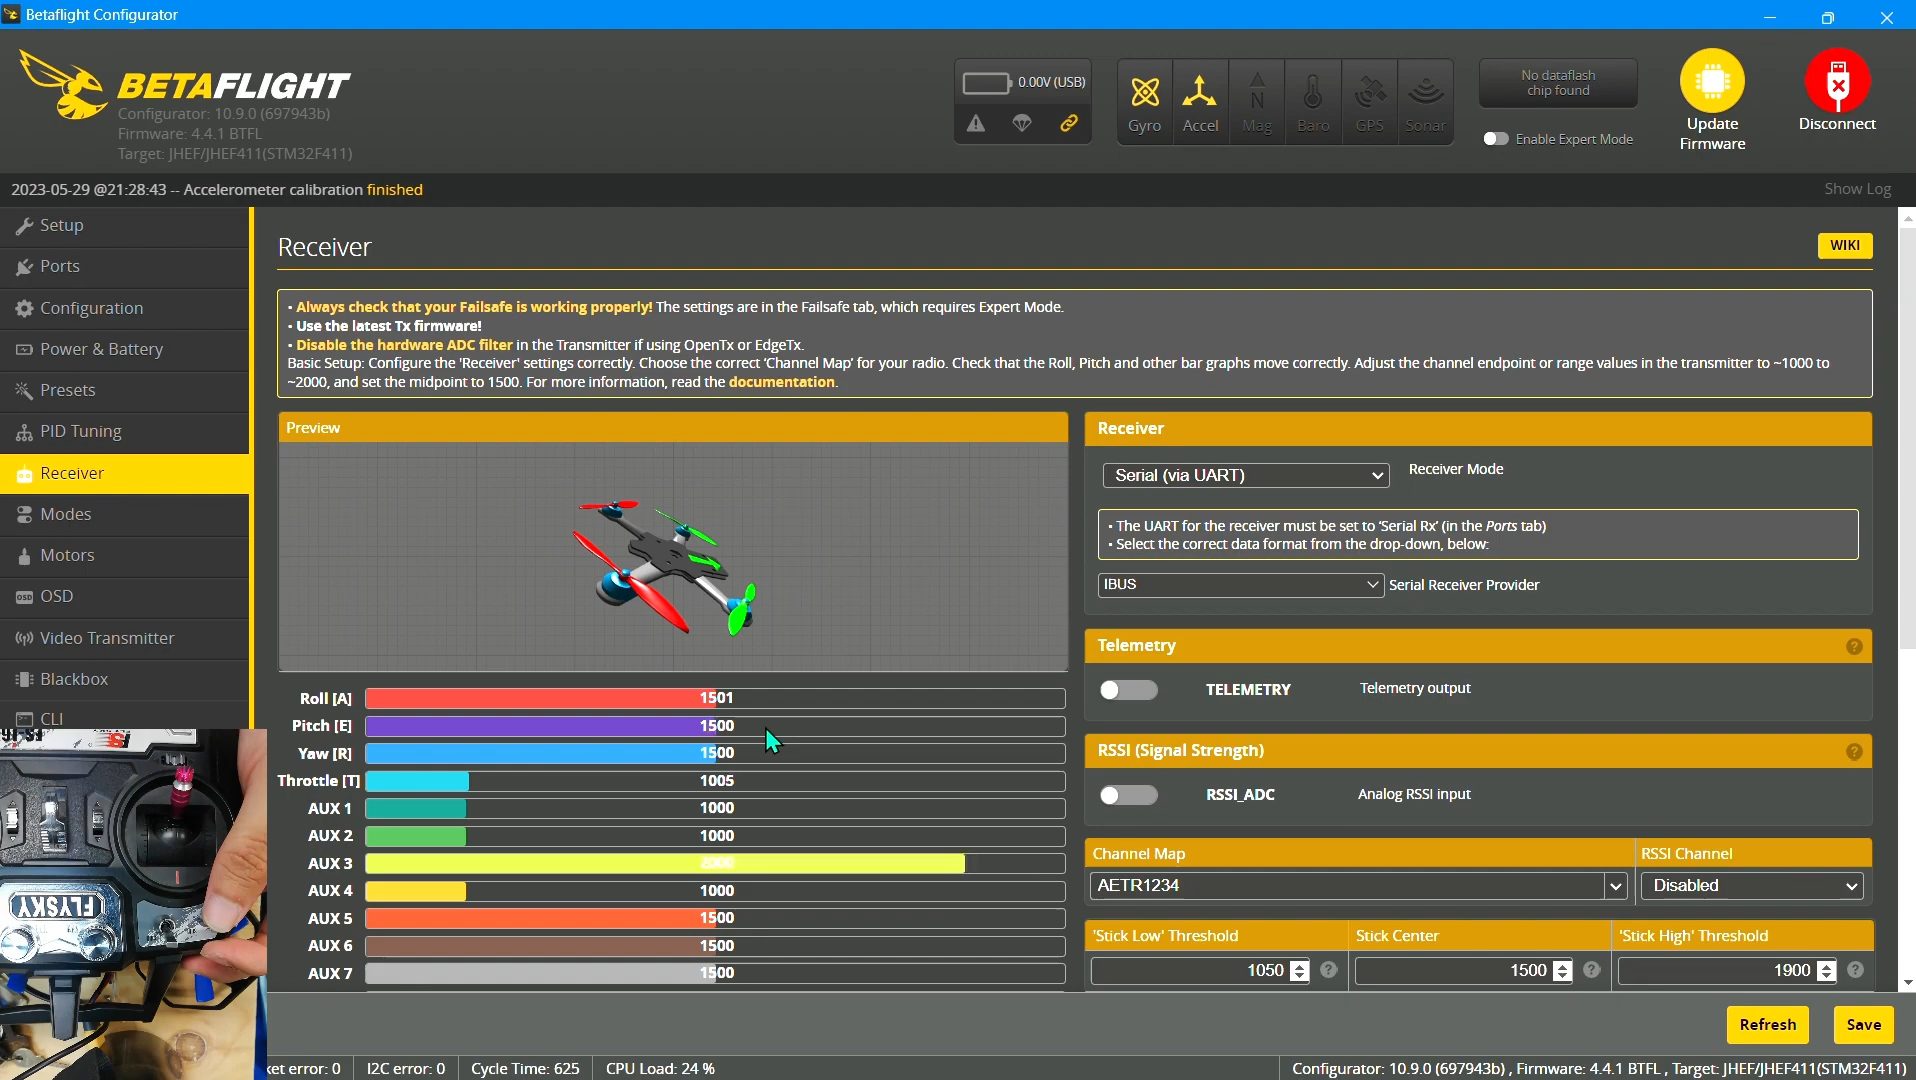 Betaflight Configurator
BETAFLIGHT
Configurator: 10.9.0 (697943b)
Firmware: 4.4.1 BTFL
Target: JHEF/JHEF411(STM32F411)
0.00V (USB)
Gyro
Accel
Mag
Baro
GPS
Sonar
No dataflash
chip found
Enable Expert Mode
Update
Firmware
Disconnect
2023-05-29 @21:28:43 -- Accelerometer calibration finished
Show Log
Setup
Ports
Configuration
Power & Battery
Presets
PID Tuning
Receiver
Modes
Motors
OSD
Video Transmitter
Blackbox
CLI
Receiver
WIKI
• Always check that your Failsafe is working properly! The settings are in the Failsafe tab, which requires Expert Mode.
• Use the latest Tx firmware!
• Disable the hardware ADC filter in the Transmitter if using OpenTx or EdgeTx.
Basic Setup: Configure the 'Receiver' settings correctly. Choose the correct 'Channel Map' for your radio. Check that the Roll, Pitch and other bar graphs move correctly. Adjust the channel endpoint or range values in the transmitter to ~1000 to
~2000, and set the midpoint to 1500. For more information, read the documentation.
Preview
Roll [A] 1501
Pitch [E] 1500
Yaw [R] 1500
Throttle [T] 1005
AUX 1 1000
AUX 2 1000
AUX 3 2000
AUX 4 1000
AUX 5 1500
AUX 6 1500
AUX 7 1500
Receiver
Serial (via UART) Receiver Mode
• The UART for the receiver must be set to 'Serial Rx' (in the Ports tab)
• Select the correct data format from the drop-down, below:
IBUS Serial Receiver Provider
Telemetry
TELEMETRY Telemetry output
RSSI (Signal Strength)
RSSI_ADC Analog RSSI input
Channel Map
RSSI Channel
AETR1234
Disabled
'Stick Low' Threshold
Stick Center
'Stick High' Threshold
1050
1500
1900
Refresh
Save
FLYSKY
ket error: 0
I2C error: 0
Cycle Time: 625
CPU Load: 24 %
Configurator: 10.9.0 (697943b) , Firmware: 4.4.1 BTFL , Target: JHEF/JHEF411(STM32F411)